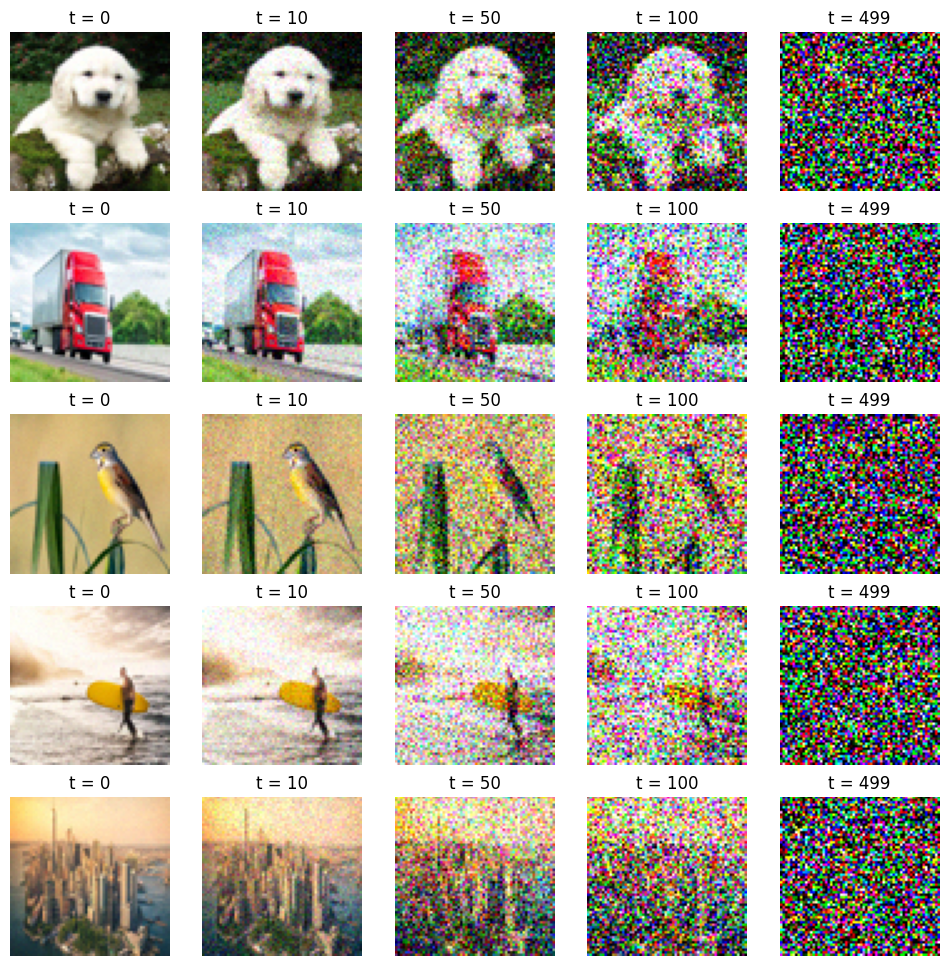 t = 0 t = 10 t = 50 t = 100 t = 499
t = 0 t = 10 t = 50 t = 100 t = 499
t = 0 t = 10 t = 50 t = 100 t = 499
t = 0 t = 10 t = 50 t = 100 t = 499
t = 0 t = 10 t = 50 t = 100 t = 499